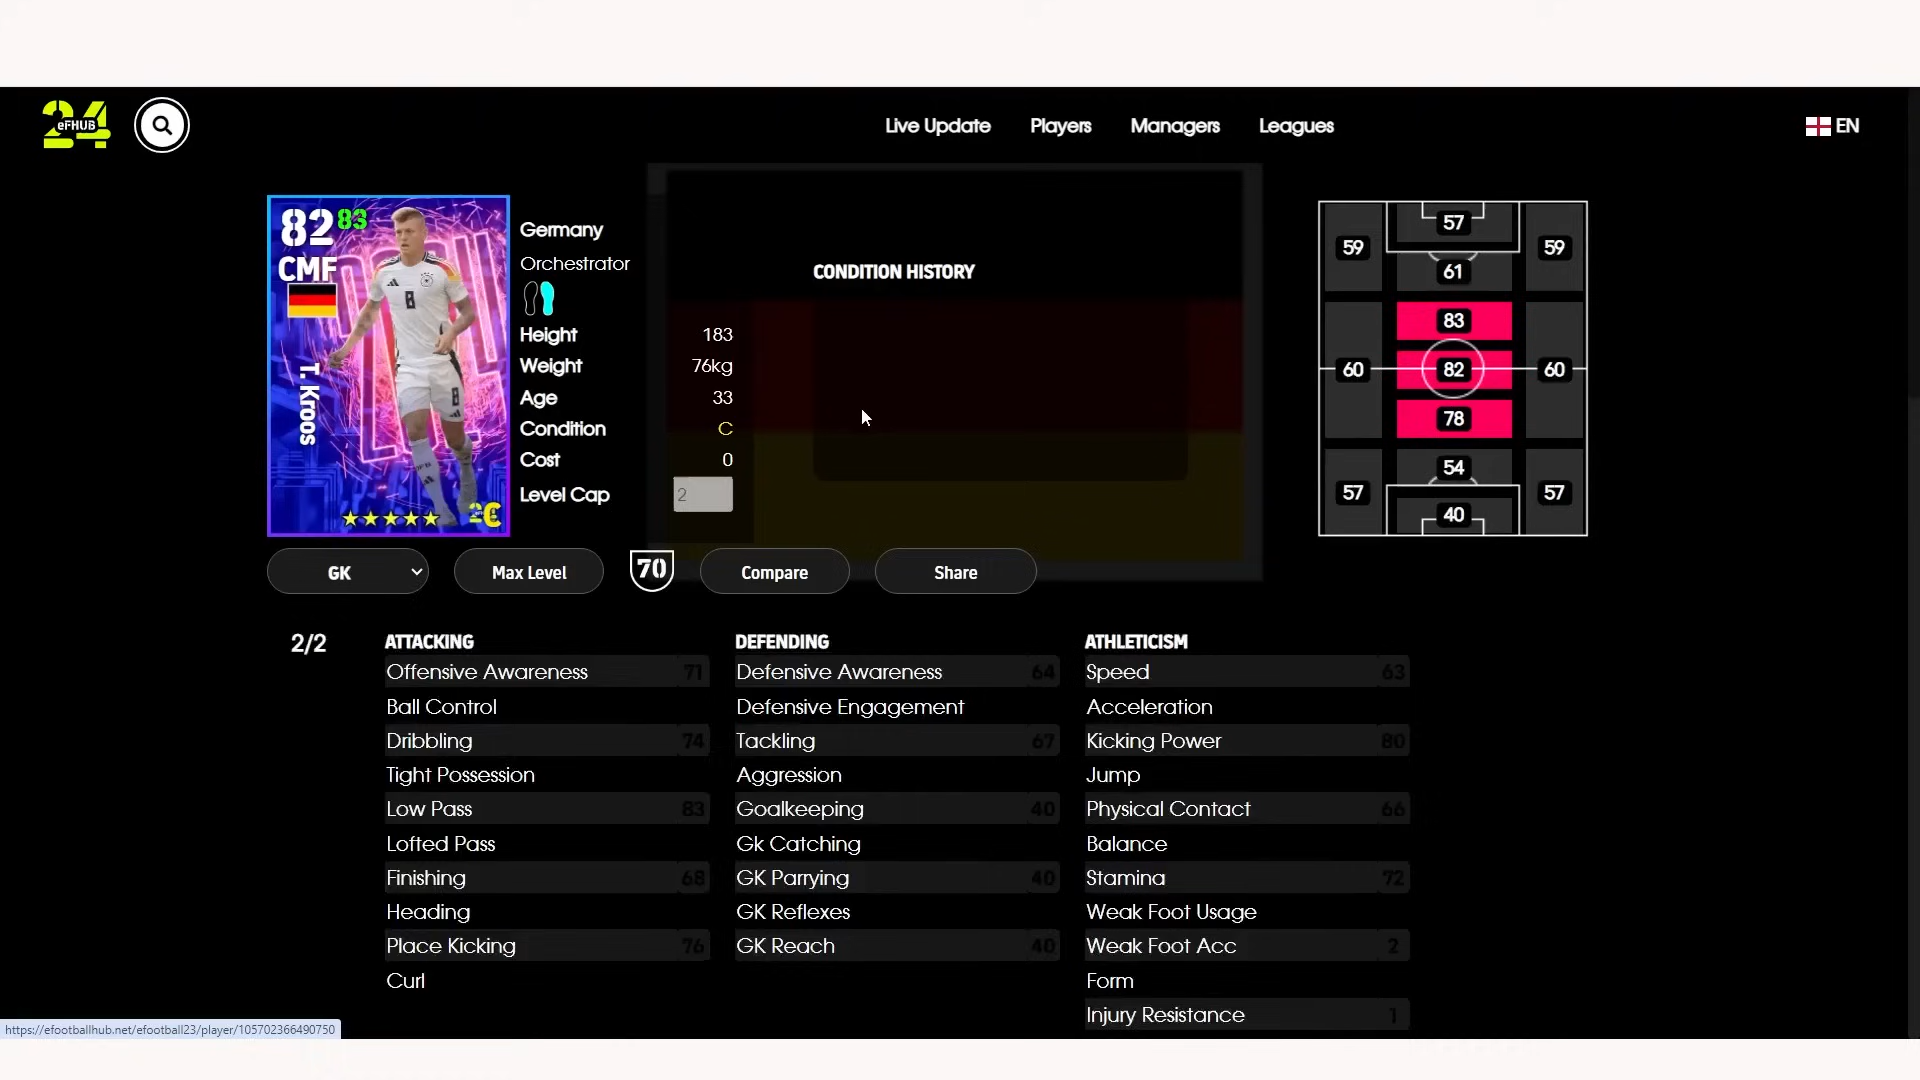 24
eFHUB
Live Update
Players
Managers
Leagues
EN
82 83
CMF
8
8
T. Kroos
Germany
Orchestrator
Height 183
Weight 76kg
Age 33
Condition C
Cost 0
Level Cap 2
CONDITION HISTORY
57
59 59
61
83
60 82 60
78
54
57 57
40
GK
Max Level
70
Compare
Share
2/2
ATTACKING
Offensive Awareness 71
Ball Control
Dribbling 74
Tight Possession
Low Pass 83
Lofted Pass
Finishing 68
Heading
Place Kicking 76
Curl
DEFENDING
Defensive Awareness 64
Defensive Engagement
Tackling 67
Aggression
Goalkeeping 40
Gk Catching
GK Parrying 40
GK Reflexes
GK Reach 40
ATHLETICISM
Speed 63
Acceleration
Kicking Power 80
Jump
Physical Contact 66
Balance
Stamina 72
Weak Foot Usage
Weak Foot Acc 2
Form
Injury Resistance 1
https://efootballhub.net/efootball23/player/105702366490750